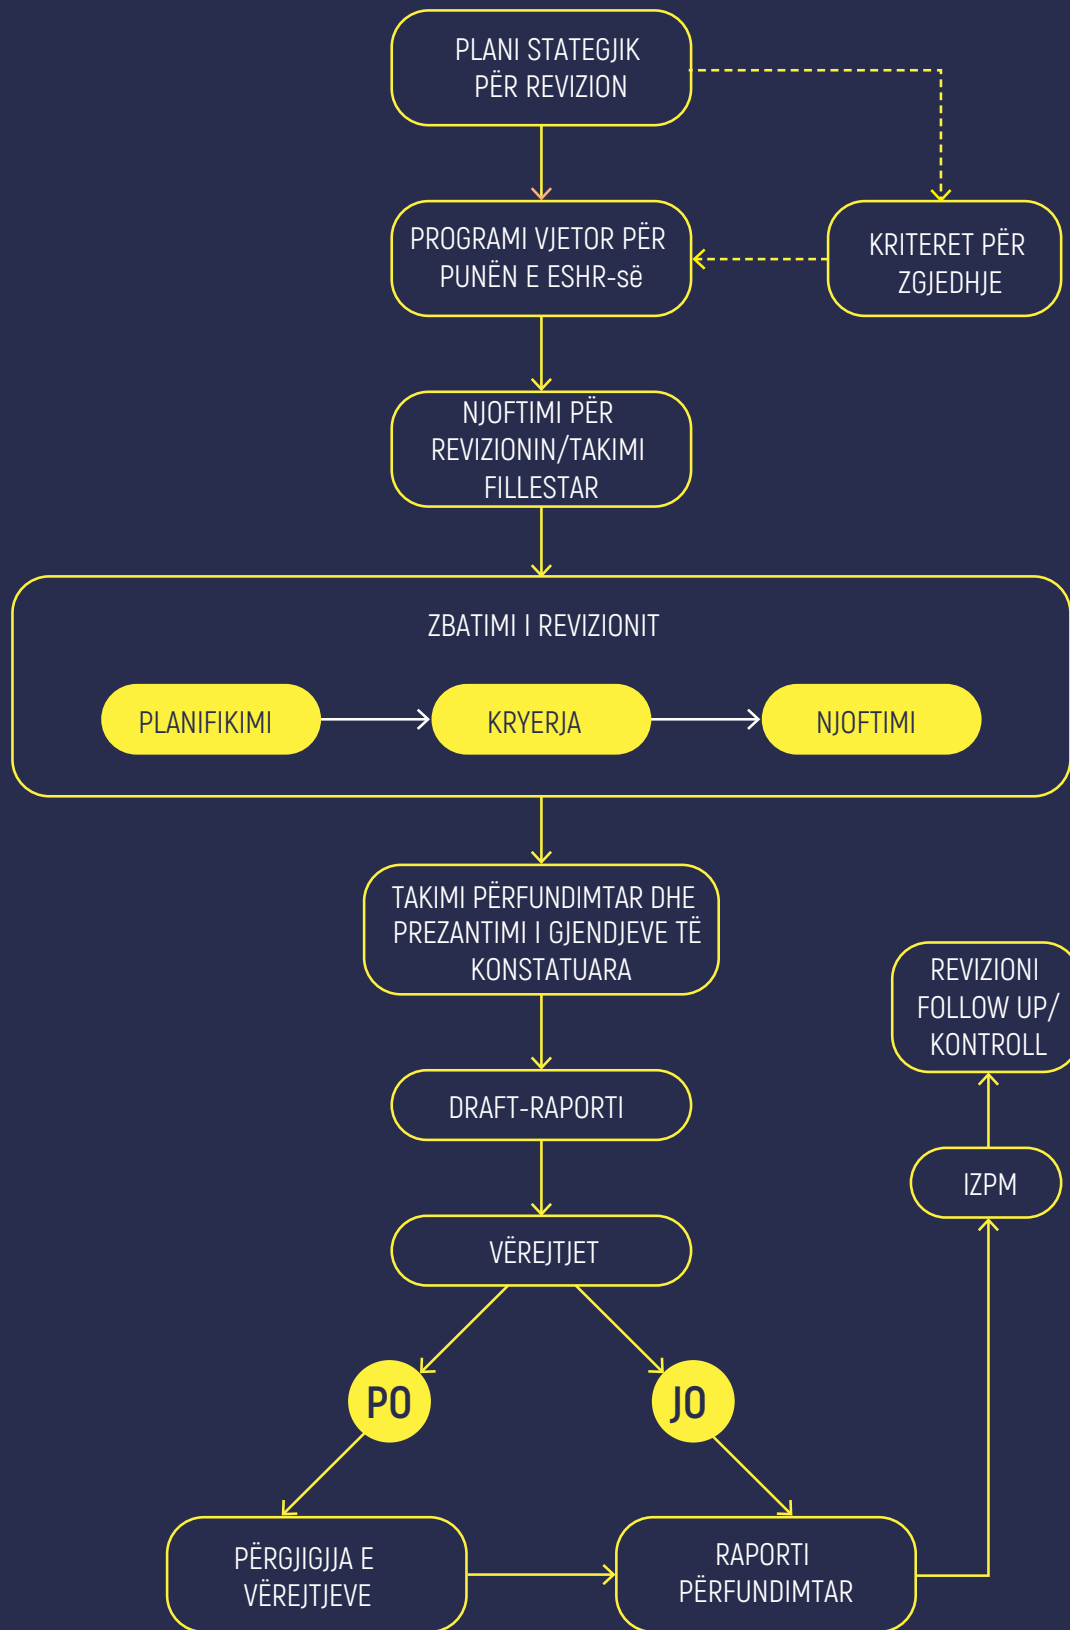 PLANI STATEGJIK
PËR REVIZION
PROGRAMI VJETOR PËR
PUNËN E ESHR-së
KRITERET PËR
ZGJEDHJE
NJOFTIMI PËR
REVIZIONIN/TAKIMI
FILLESTAR
ZBATIMI I REVIZIONIT
PLANIFIKIMI
KRYERJA
NJOFTIMI
TAKIMI PËRFUNDIMTAR DHE
PREZANTIMI I GJENDJEVE TË
KONSTATUARA
REVIZIONI
FOLLOW UP/
KONTROLL
DRAFT-RAPORTI
IZPM
VËREJTJET
PO
JO
PËRGJIGJJA E
VËREJTJEVE
RAPORTI
PËRFUNDIMTAR